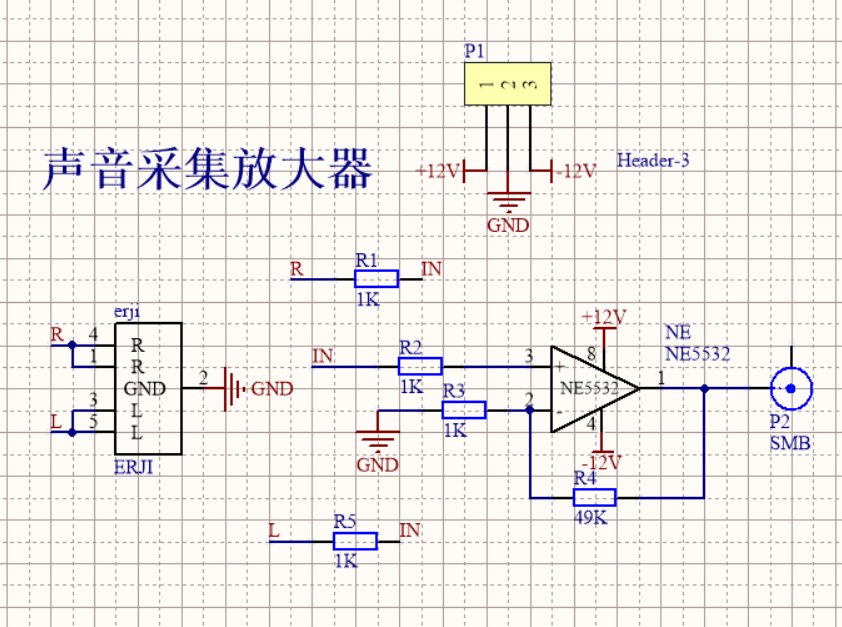 P1
1 2 3
+12V
-12V
Header-3
GND
声音采集放大器
R
R1
IN
1K
erji
R
4
R
1
R
GND
2
GND
3
L
L
5
L
ERJI
IN
R2
1K
3
+
R3
1K
2
-
GND
+12V
8
NE5532
4
-12V
1
NE
NE5532
P2
SMB
R4
49K
L
R5
IN
1K